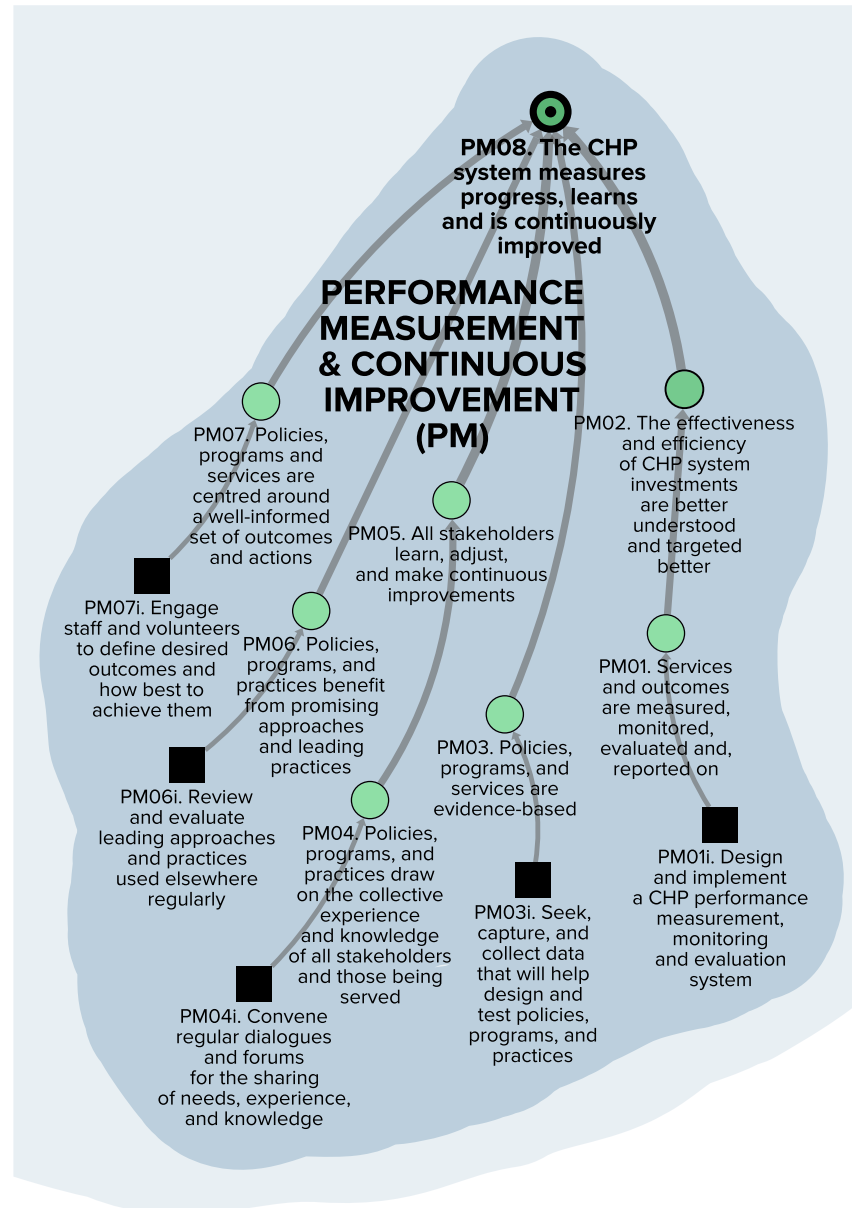 PM08. The CHP
system measures
progress, learns
and is continuously
improved
PERFORMANCE
MEASUREMENT
& CONTINUOUS
IMPROVEMENT
(PM)
PM07. Policies,
programs and
services are
centred around
a well-informed
set of outcomes
and actions
PM02. The effectiveness
and efficiency
of CHP system
investments
are better
understood
and targeted
better
PM05. All stakeholders
learn, adjust,
and make continuous
improvements
PM07i. Engage
staff and volunteers
to define desired
outcomes and
how best to
achieve them
PM06. Policies,
programs, and
practices benefit
from promising
approaches
and leading
practices
PM01. Services
and outcomes
are measured,
monitored,
evaluated and,
reported on
PM03. Policies,
programs, and
services are
evidence-based
PM06i. Review
and evaluate
leading approaches
and practices
used elsewhere
regularly
PM04. Policies,
programs, and
practices draw
on the collective
experience
and knowledge
of all stakeholders
and those being
served
PM01i. Design
and implement
a CHP performance
measurement,
monitoring
and evaluation
system
PM03i. Seek,
capture, and
collect data
that will help
design and
test policies,
programs, and
practices
PM04i. Convene
regular dialogues
and forums
for the sharing
of needs, experience,
and knowledge